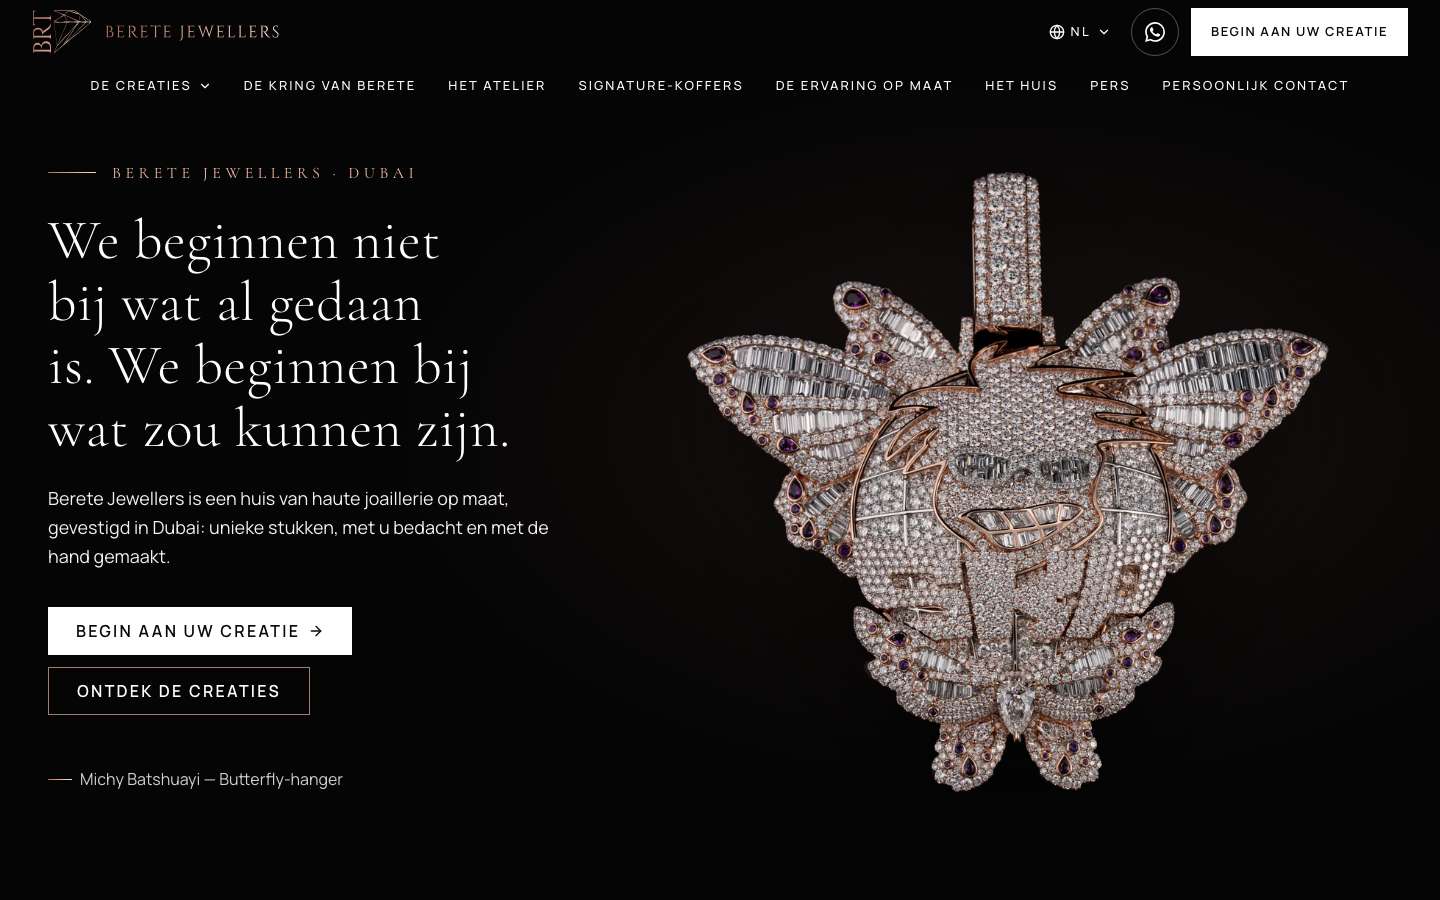 BRT
BERETE JEWELLERS
NL
BEGIN AAN UW CREATIE
DE CREATIES
DE KRING VAN BERETE
HET ATELIER
SIGNATURE-KOFFERS
DE ERVARING OP MAAT
HET HUIS
PERS
PERSOONLIJK CONTACT
BERETE JEWELLERS · DUBAI
We beginnen niet
bij wat al gedaan
is. We beginnen bij
wat zou kunnen zijn.
Berete Jewellers is een huis van haute joaillerie op maat,
gevestigd in Dubai: unieke stukken, met u bedacht en met de
hand gemaakt.
BEGIN AAN UW CREATIE →
ONTDEK DE CREATIES
Michy Batshuayi — Butterfly-hanger